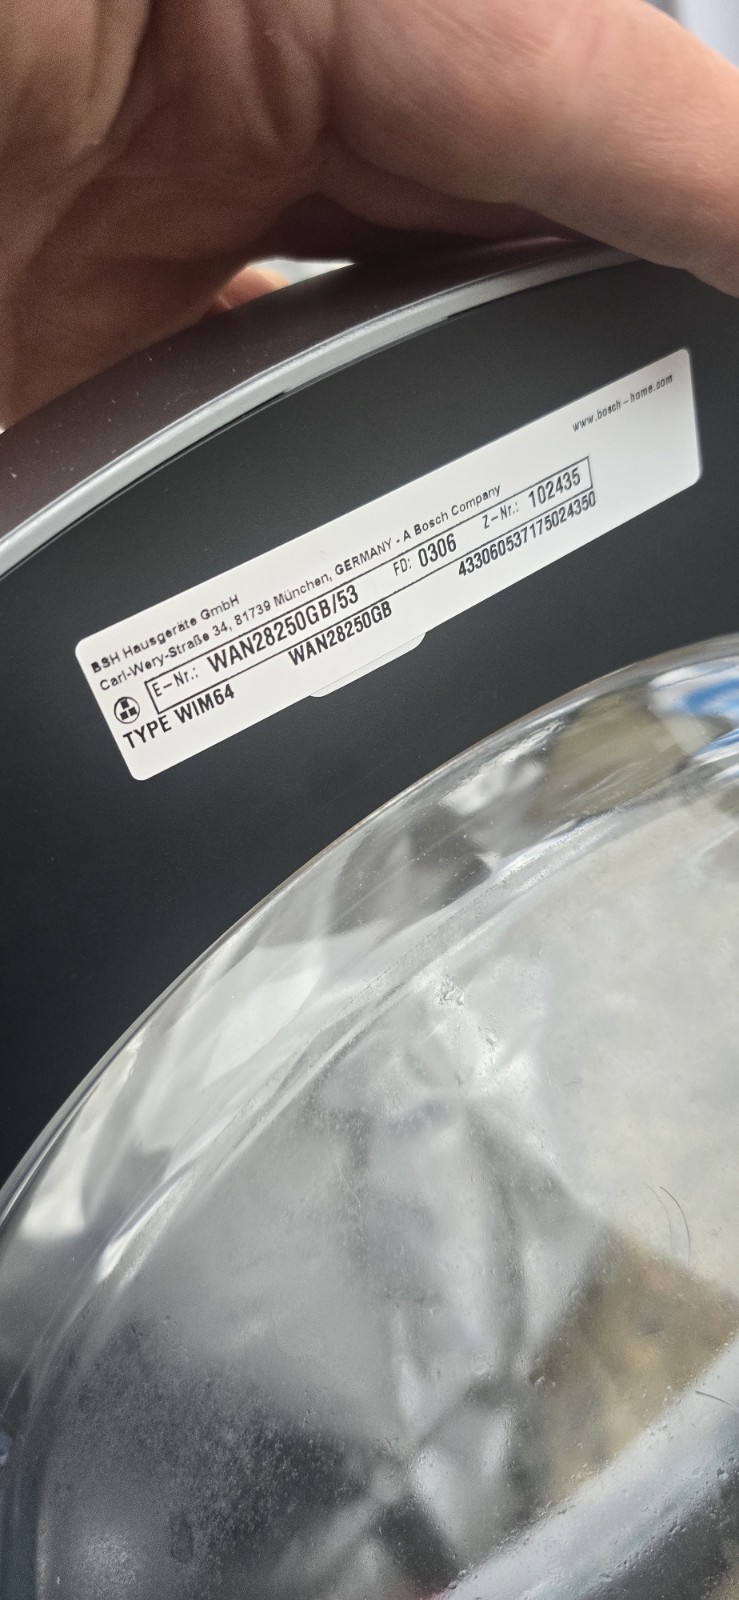 www.bosch-home.com
BSH Hausgeräte GmbH
Carl-Wery-Straße 34, 81739 München, GERMANY - A Bosch Company
E-Nr.: WAN28250GB/53 FD: 0306 Z-Nr.: 102435
TYPE WIM64 WAN28250GB 433060537175024350